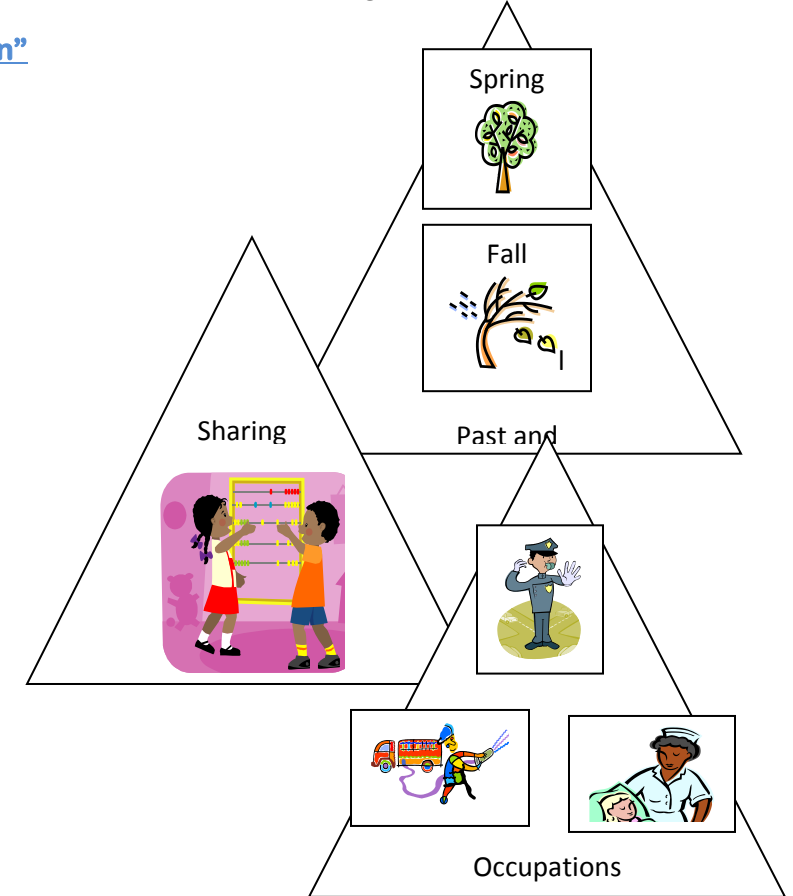 n”
Spring
Fall
l
Sharing
Past and
Occupations